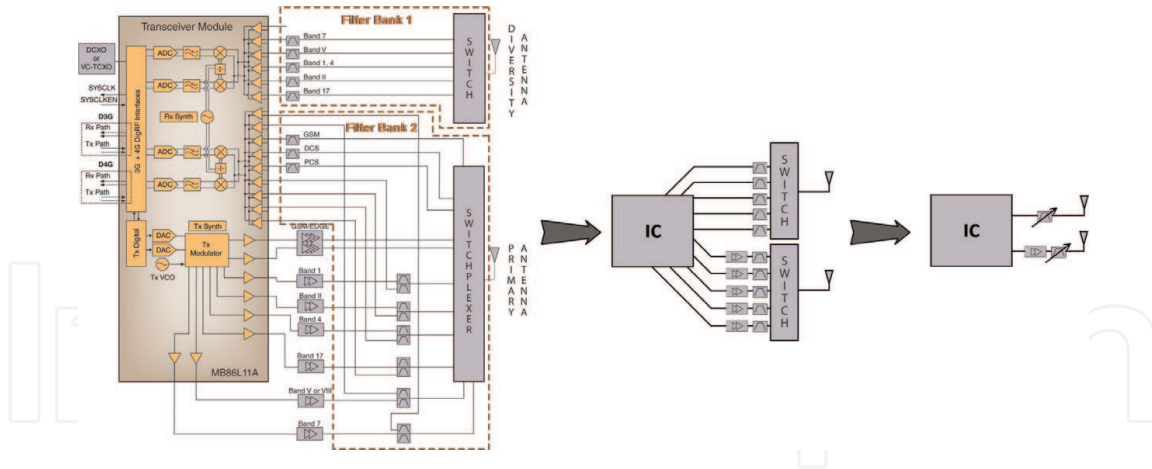 Transceiver Module
Filter Bank 1
DCXO
or
VC-TCXO
SYSCLK
SYSCLKEN
D3G
Rx Path
Tx Path
D4G
Rx Path
Tx Path
3G + 4G DigRF Interfaces
ADC
ADC
ADC
ADC
Rx Synth
Tx Digital
DAC
DAC
Tx Synth
Tx
Modulator
Tx VCO
MB86L11A
Band 7
Band V
Band 1, 4
Band II
Band 17
SWITCH
DIVERSITY
ANTENNA
Filter Bank 2
GSM
DCS
PCS
GSM/EDGE
Band 1
Band II
Band 4
Band 17
Band V or VIII
Band 7
SWITCHPLEXER
PRIMARY
ANTENNA
IC
SWITCH
SWITCH
IC